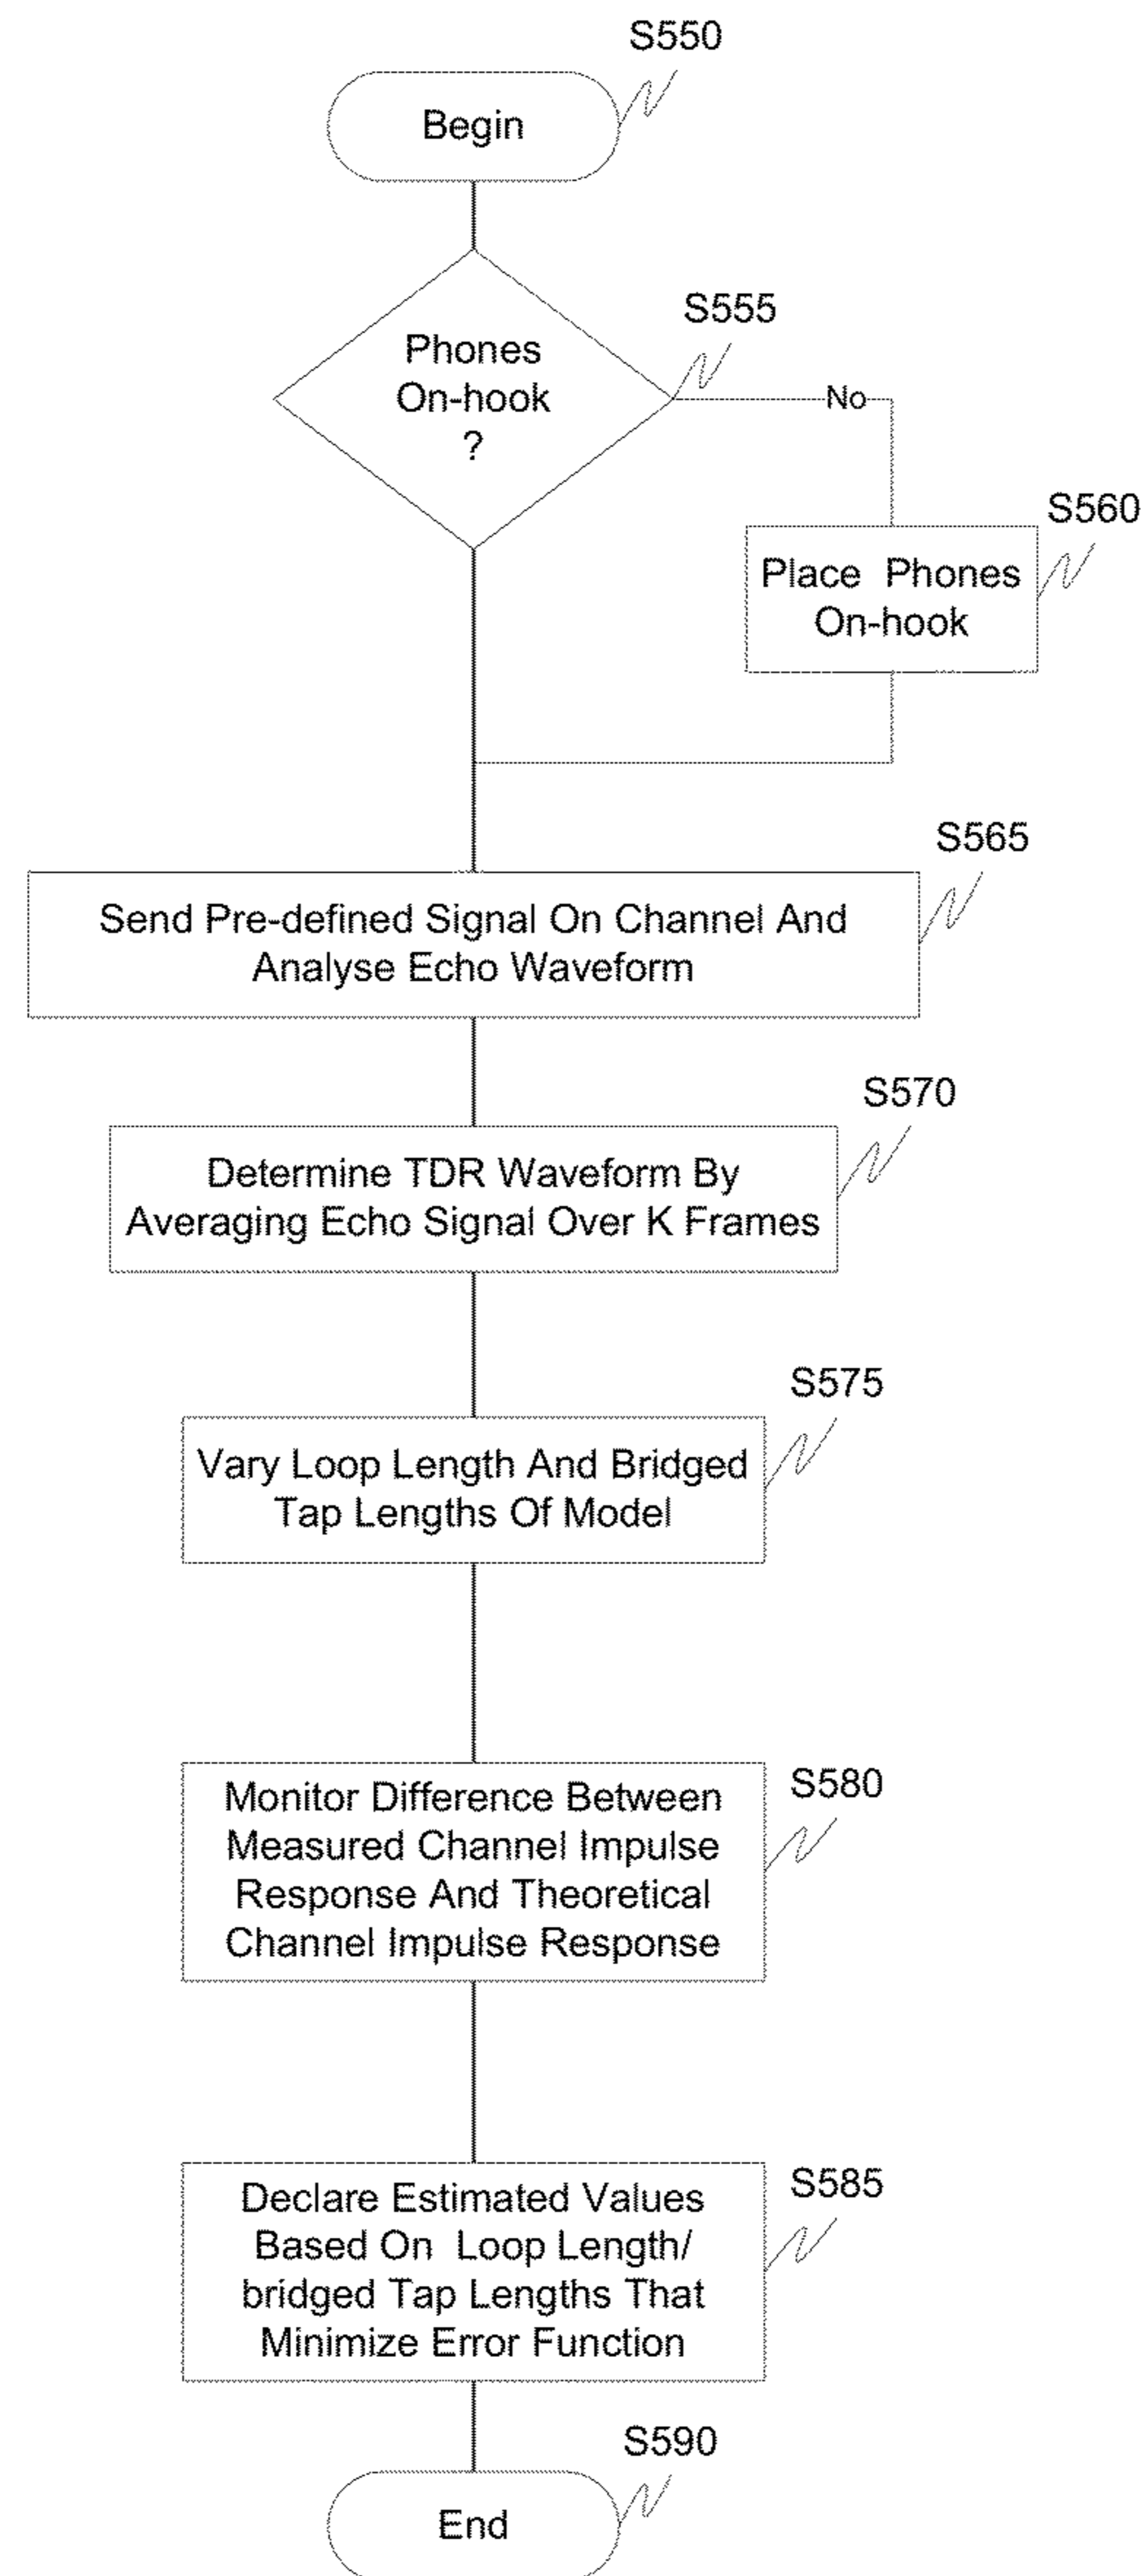 S550
Begin
S555
Phones
On-hook
?
No
S560
Place Phones
On-hook
S565
Send Pre-defined Signal On Channel And
Analyse Echo Waveform
S570
Determine TDR Waveform By
Averaging Echo Signal Over K Frames
S575
Vary Loop Length And Bridged
Tap Lengths Of Model
S580
Monitor Difference Between
Measured Channel Impulse
Response And Theoretical
Channel Impulse Response
S585
Declare Estimated Values
Based On Loop Length/
bridged Tap Lengths That
Minimize Error Function
S590
End